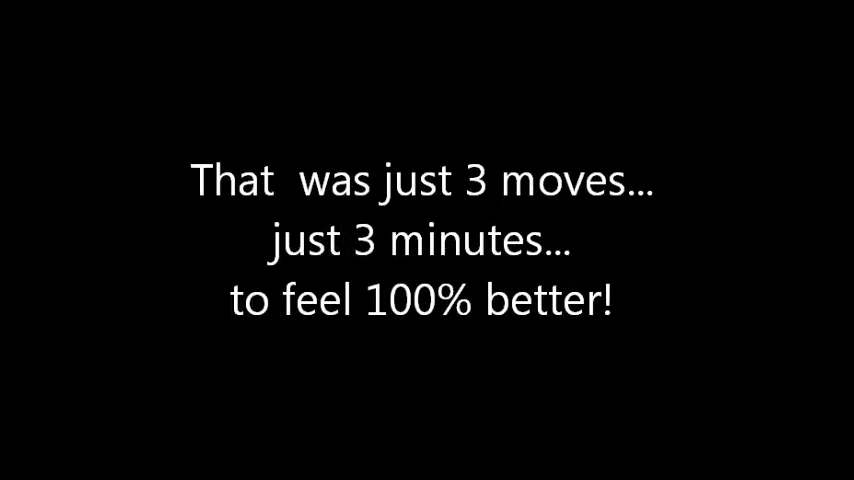 That  was just 3 moves...
just 3 minutes...
to feel 100% better!